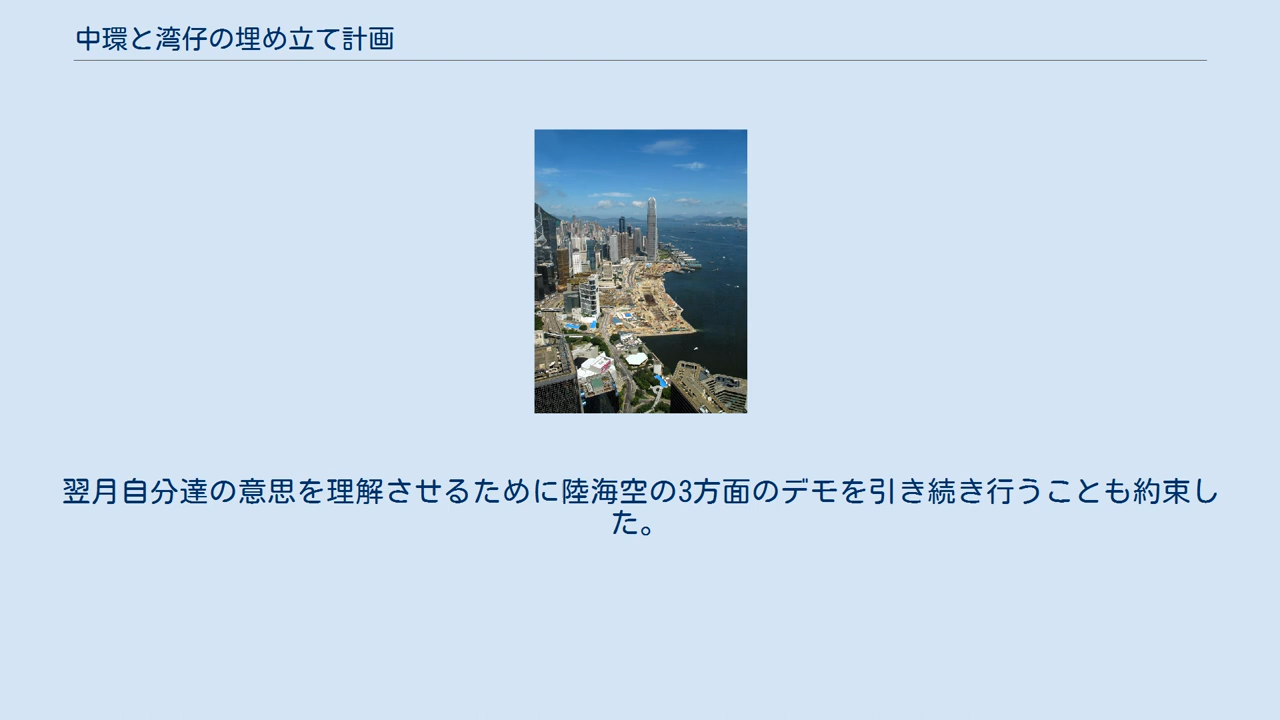 中環と湾仔の埋め立て計画
翌月自分達の意思を理解させるために陸海空の3方面のデモを引き続き行うことも約束し
た。